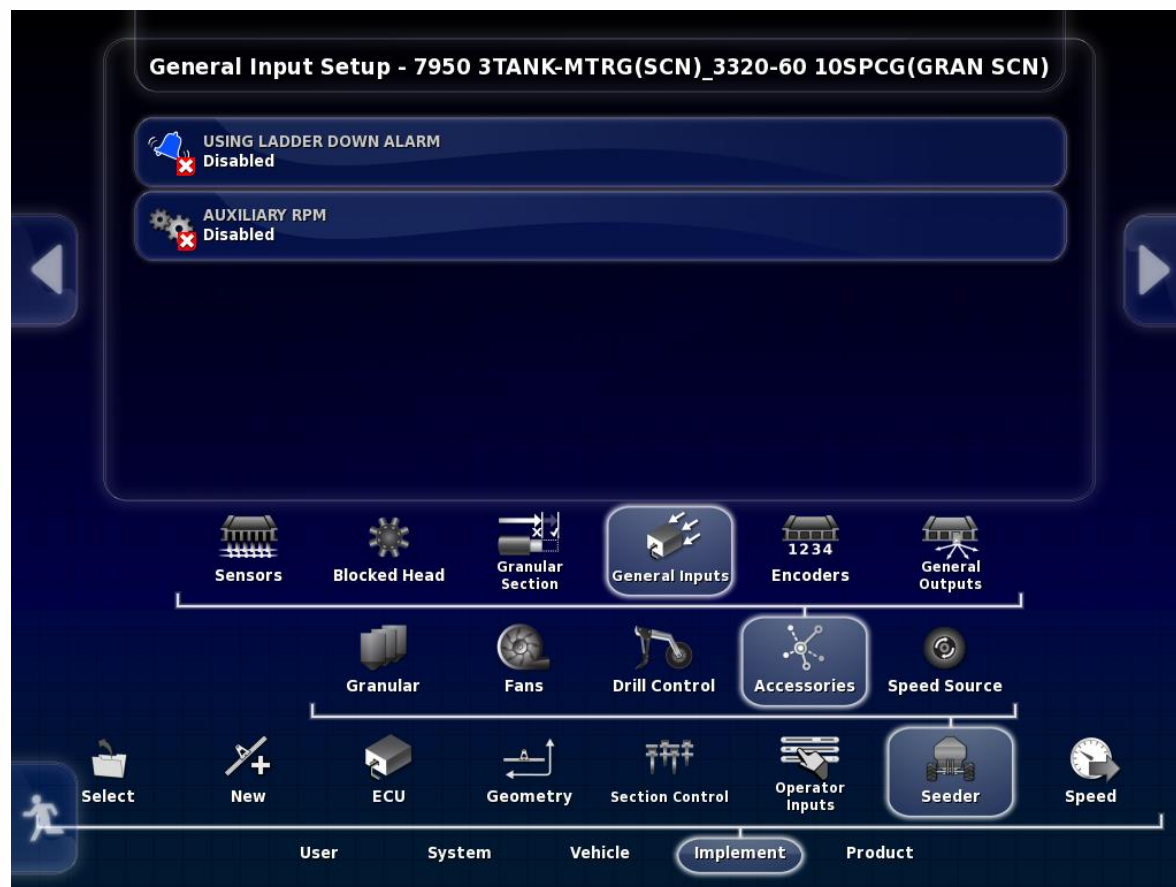 General Input Setup - 7950 3TANK-MTRG(SCN)_3320-60 10SPCG(GRAN SCN)
USING LADDER DOWN ALARM
Disabled
AUXILIARY RPM
Disabled
Sensors
Blocked Head
Granular
Section
General Inputs
1234
Encoders
General
Outputs
Granular
Fans
Drill Control
Accessories
Speed Source
Select
New
ECU
Geometry
Section Control
Operator
Inputs
Seeder
Speed
User
System
Vehicle
Implement
Product